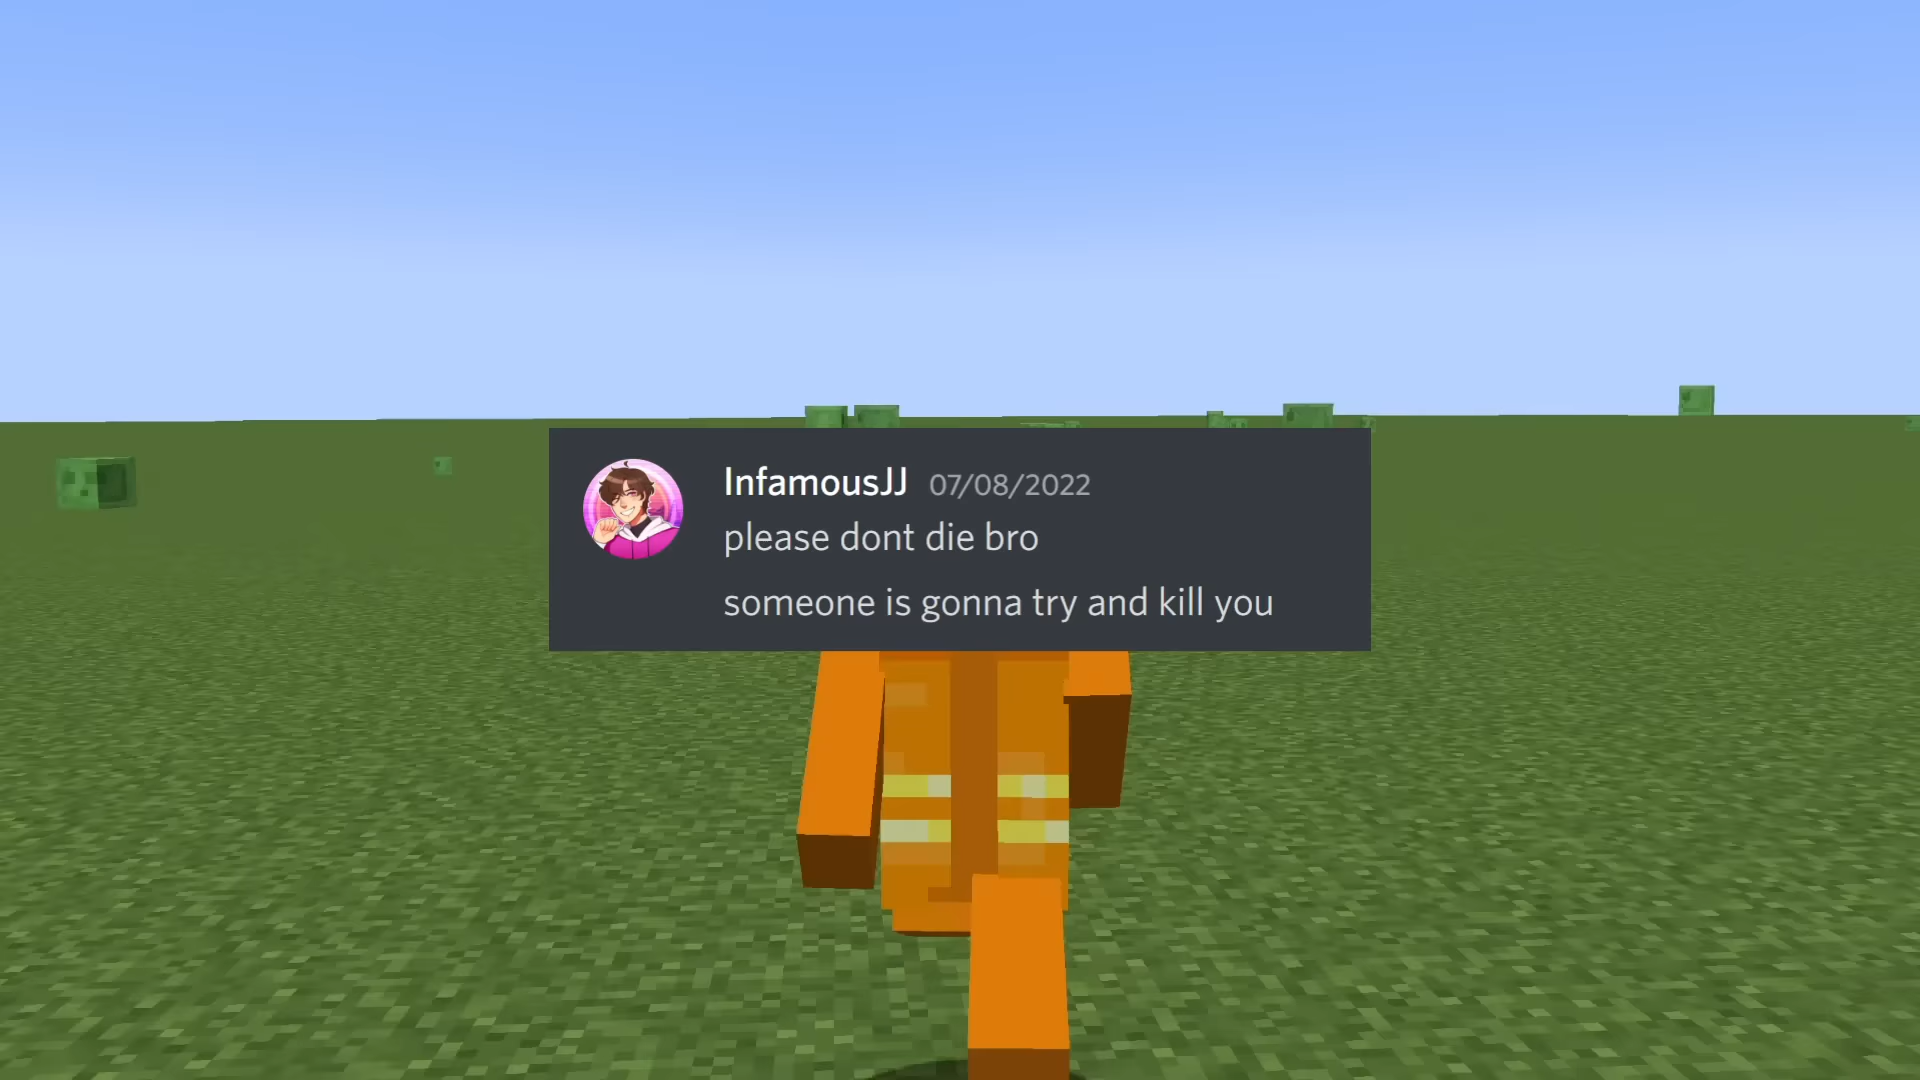 InfamousJJ 07/08/2022
please dont die bro
someone is gonna try and kill you